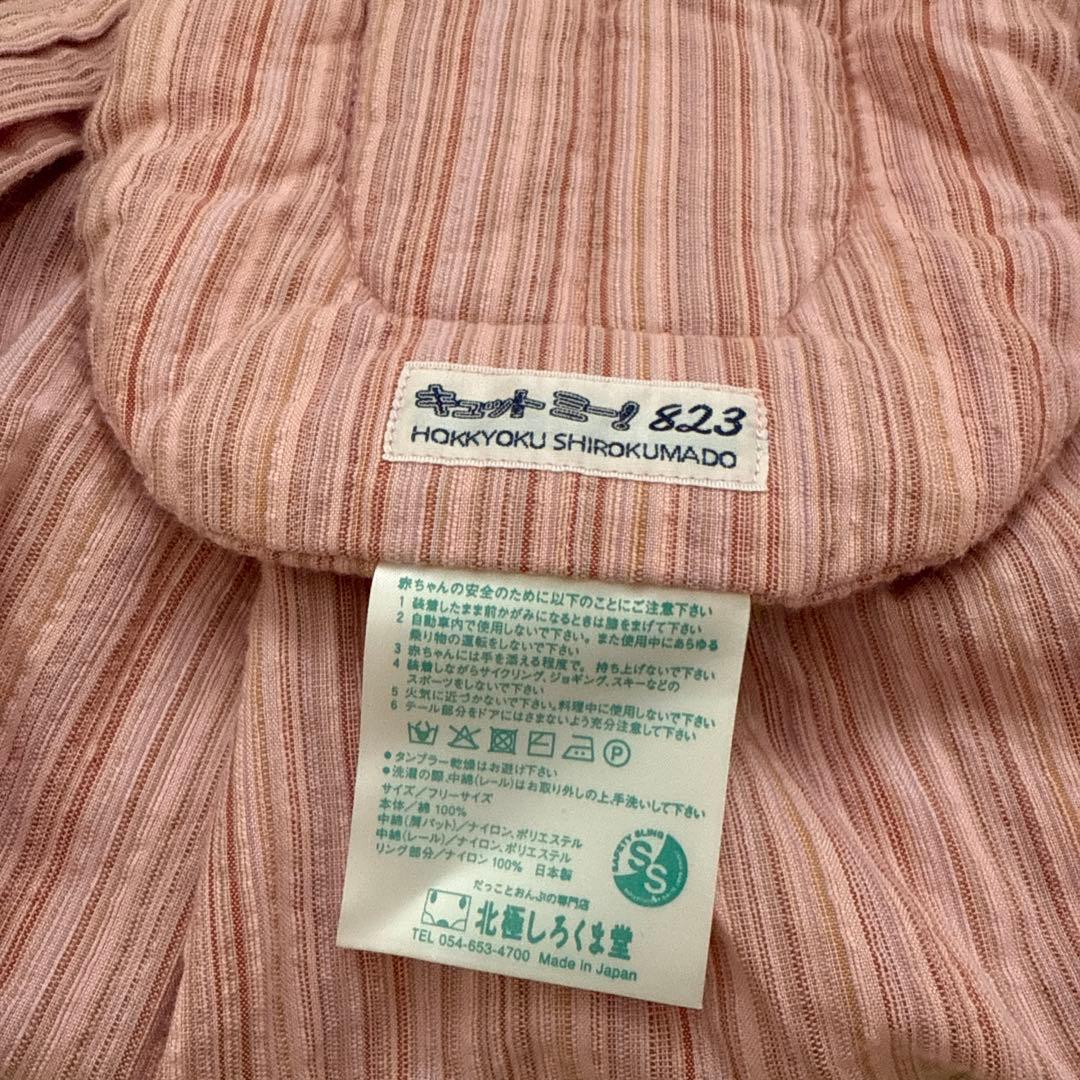 キュット ミー! 823
HOKKYOKU SHIROKUMADO
赤ちゃんの安全のために以下のことにご注意下さい
1 装着したまま前かがみになるときは膝をまげて下さい
2 自動車内で使用しないで下さい。また使用中にあらゆる
乗り物の運転をしないで下さい
3 赤ちゃんには手を添える程度で。持ち上げないで下さい
4 装着しながらサイクリング、ジョギング、スキーなどの
スポーツをしないで下さい
5 火気に近づかないで下さい。料理中に使用しないで下さい
6 テール部分をドアにはさまないよう充分注意して下さい
P
●タンブラー乾燥はお避け下さい
●洗濯の際、中綿(レール)はお取り外しの上、手洗いして下さい
サイズ/フリーサイズ
本体/綿 100%
中綿(肩パット)/ナイロン、ポリエステル
中綿(レール)/ナイロン、ポリエステル
リング部分/ナイロン 100% 日本製
SAFETY SLING
SS
だっことおんぶの専門店
北極しろくま堂
TEL 054-653-4700 Made in Japan